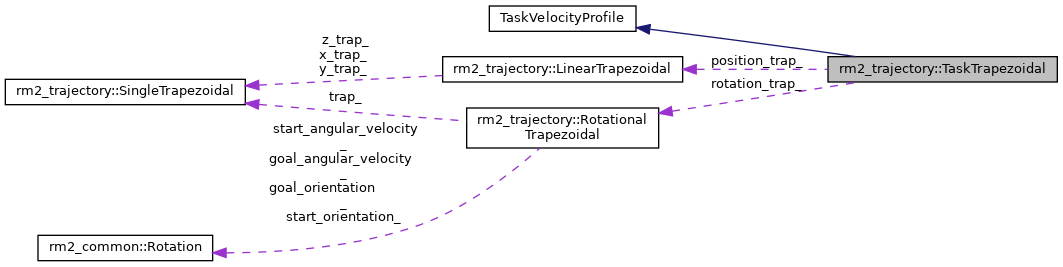 TaskVelocityProfile
z_trap_
x_trap_
y_trap_
position_trap_
rm2_trajectory::LinearTrapezoidal
rm2_trajectory::TaskTrapezoidal
rm2_trajectory::SingleTrapezoidal
rotation_trap_
trap_
rm2_trajectory::Rotational
Trapezoidal
start_angular_velocity
_
goal_angular_velocity
_
goal_orientation
_
start_orientation_
rm2_common::Rotation